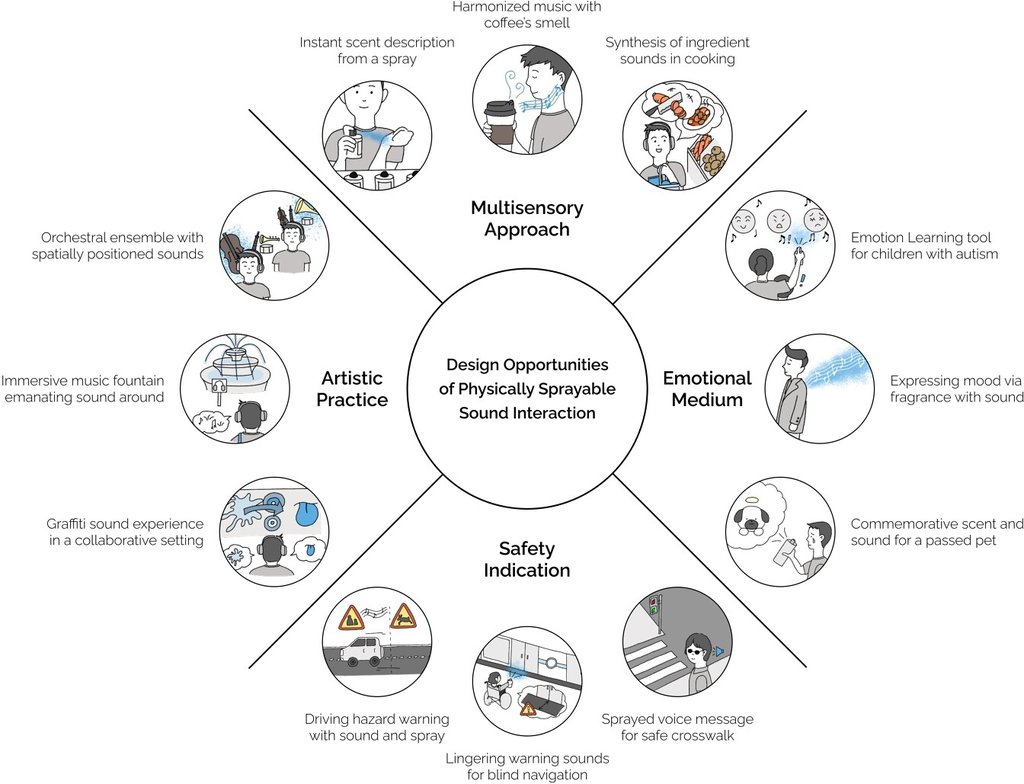 Harmonized music with
coffee's smell
Instant scent description
from a spray
Synthesis of ingredient
sounds in cooking
Multisensory
Approach
Orchestral ensemble with
spatially positioned sounds
Emotion Learning tool
for children with autism
Immersive music fountain
emanating sound around
Artistic
Practice
Design Opportunities
of Physically Sprayable
Sound Interaction
Emotional
Medium
Expressing mood via
fragrance with sound
Graffiti sound experience
in a collaborative setting
Commemorative scent and
sound for a passed pet
Safety
Indication
Driving hazard warning
with sound and spray
Sprayed voice message
for safe crosswalk
Lingering warning sounds
for blind navigation